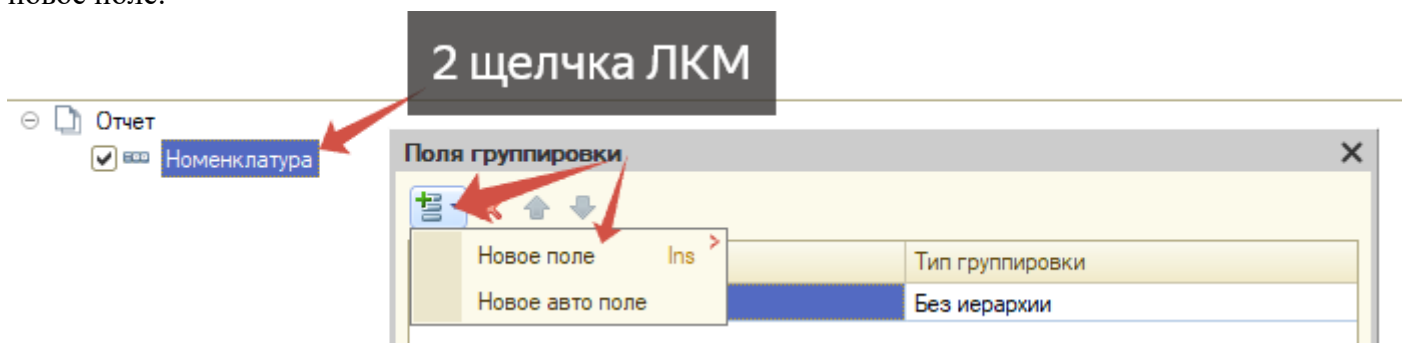 новое поле.
2 щелчка ЛКМ
Отчет
Номенклатура
Поля группировки
Новое поле Ins
Тип группировки
Новое авто поле
Без иерархии